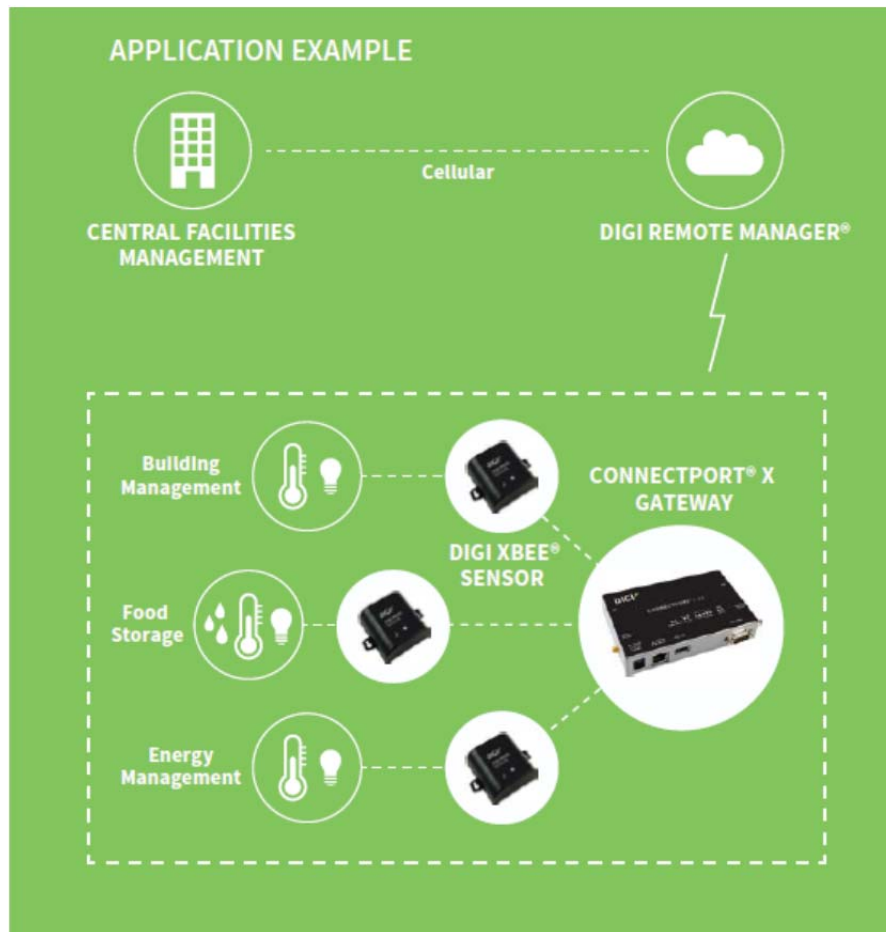 APPLICATION EXAMPLE
Cellular
CENTRAL FACILITIES
MANAGEMENT
DIGI REMOTE MANAGER®
Building
Management
CONNECTPORT® X
GATEWAY
DIGI XBEE®
SENSOR
DIGI
Food
Storage
Energy
Management